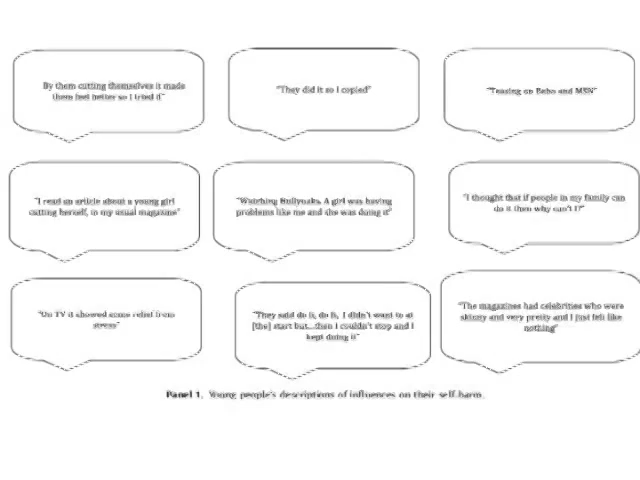 By them cutting themselves it made
them feel better so I tried it"
"They did it so I copied"
"Teasing on Bebo and MSN"
"I read an article about a young girl
cutting herself, in my usual magazine"
"Watching Hollyoaks. A girl was having
problems like me and she was doing it"
"I thought that if people in my family can
do it then why can't I?"
"On TV it showed some relief from
stress"
"They said do it, do it, I didn't want to at
[the] start but...then I couldn't stop and I
kept doing it"
"The magazines had celebrities who were
skinny and very pretty and I just felt like
nothing"
Panel 1. Young people's descriptions of influences on their self-harm.